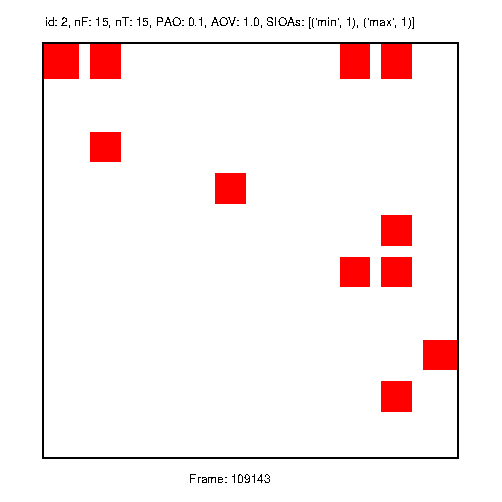 id: 2, nF: 15, nT: 15, PAO: 0.1, AOV: 1.0, SIOAs: [('min', 1), ('max', 1)]
Frame: 109143